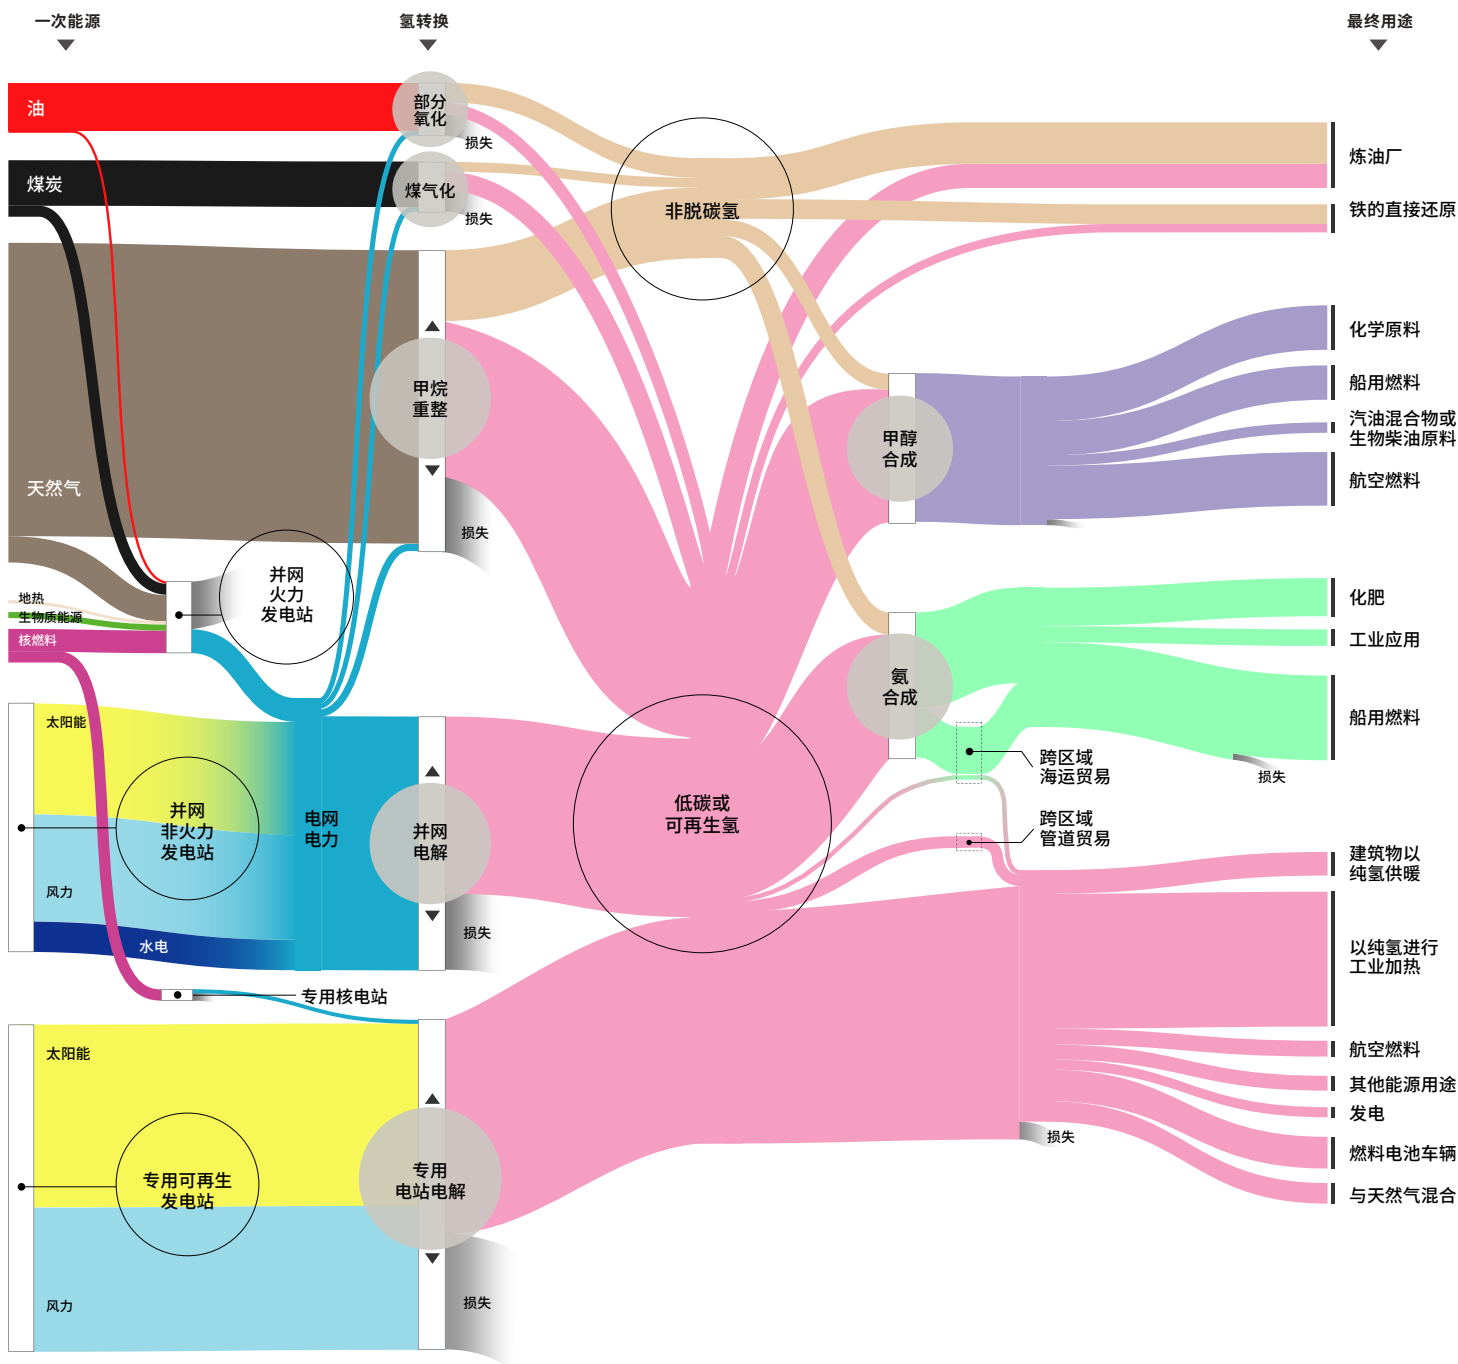 一次能源
氢转换
最终用途
油
煤炭
天然气
地热
生物质能源
核燃料
太阳能
风力
水电
太阳能
风力
并网
火力
发电站
并网
非火力
发电站
专用核电站
专用可再生
发电站
电网
电力
部分
氧化
损失
煤气化
损失
甲烷
重整
损失
并网
电解
损失
专用
电站电解
损失
非脱碳氢
低碳或
可再生氢
甲醇
合成
氨
合成
跨区域
海运贸易
跨区域
管道贸易
损失
损失
炼油厂
铁的直接还原
化学原料
船用燃料
汽油混合物或
生物柴油原料
航空燃料
化肥
工业应用
船用燃料
建筑物以
纯氢供暖
以纯氢进行
工业加热
航空燃料
其他能源用途
发电
燃料电池车辆
与天然气混合